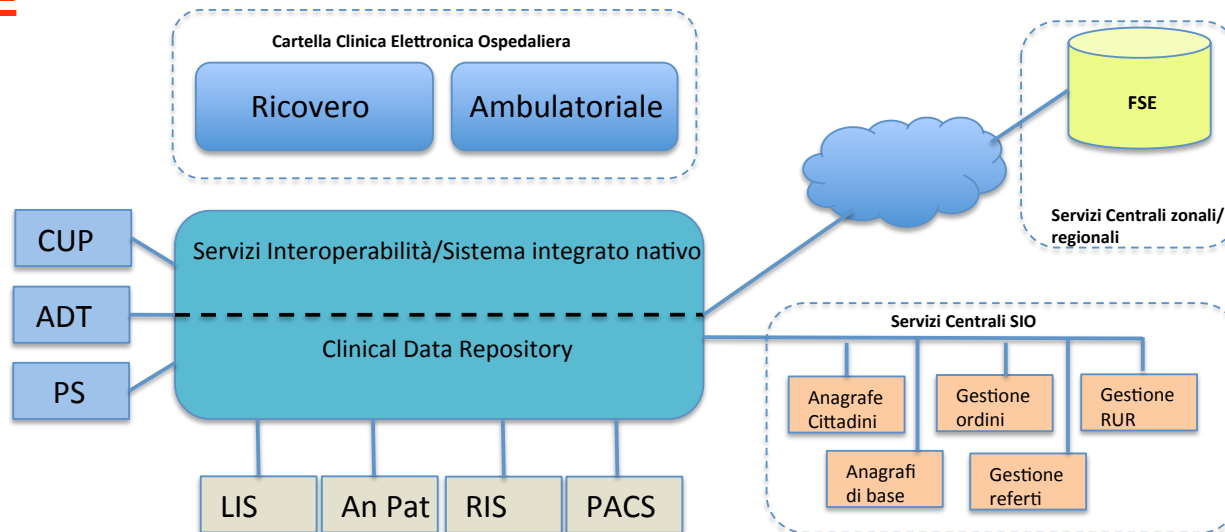 Cartella Clinica Elettronica Ospedaliera
Ricovero
Ambulatoriale
FSE
Servizi Centrali zonali/
regionali
CUP
ADT
PS
Servizi Interoperabilità/Sistema integrato nativo
Clinical Data Repository
Servizi Centrali SIO
Anagrafe
Cittadini
Gestione
ordini
Gestione
RUR
Anagrafi
di base
Gestione
referti
LIS
An Pat
RIS
PACS